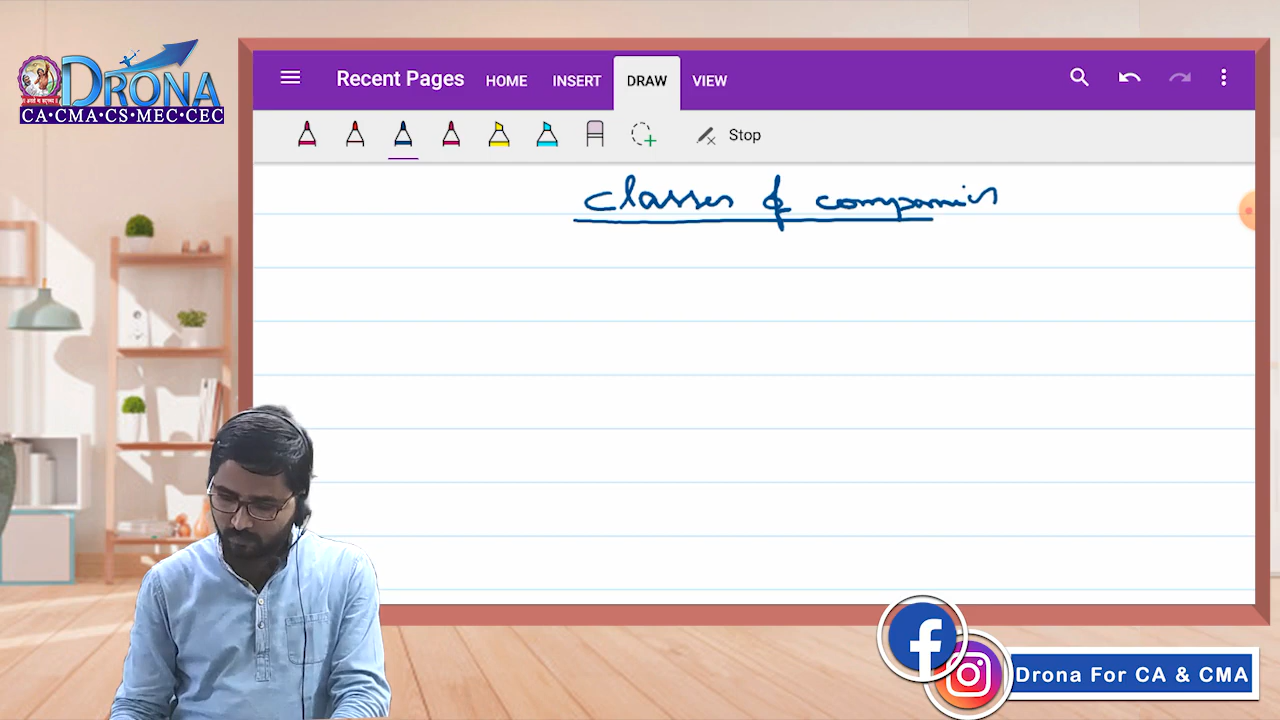 DRONA
CA•CMA•CS•MEC•CEC
Recent Pages HOME INSERT DRAW VIEW
Stop
Classes of companies
Drona For CA & CMA